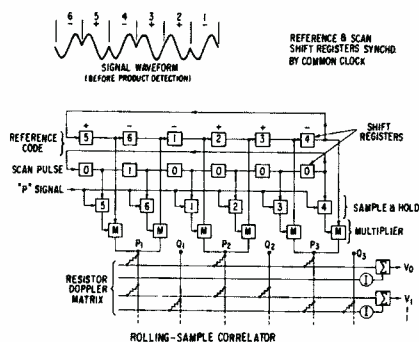 6 5 4 3 2 1
- + - + + -
SIGNAL WAVEFORM
(BEFORE PRODUCT DETECTION)
REFERENCE & SCAN
SHIFT REGISTERS SYNCHD.
BY COMMON CLOCK
+ - - + + -
REFERENCE CODE
5 6 1 2 3 4
SHIFT REGISTERS
SCAN PULSE
0 1 0 0 0 0
"P" SIGNAL
5 6 1 2 3 4
SAMPLE & HOLD
M M M M M M
MULTIPLIER
P1 Q1 P2 Q2 P3 Q3
RESISTOR
DOPPLER
MATRIX
Σ V0
Σ V1
ROLLING-SAMPLE CORRELATOR